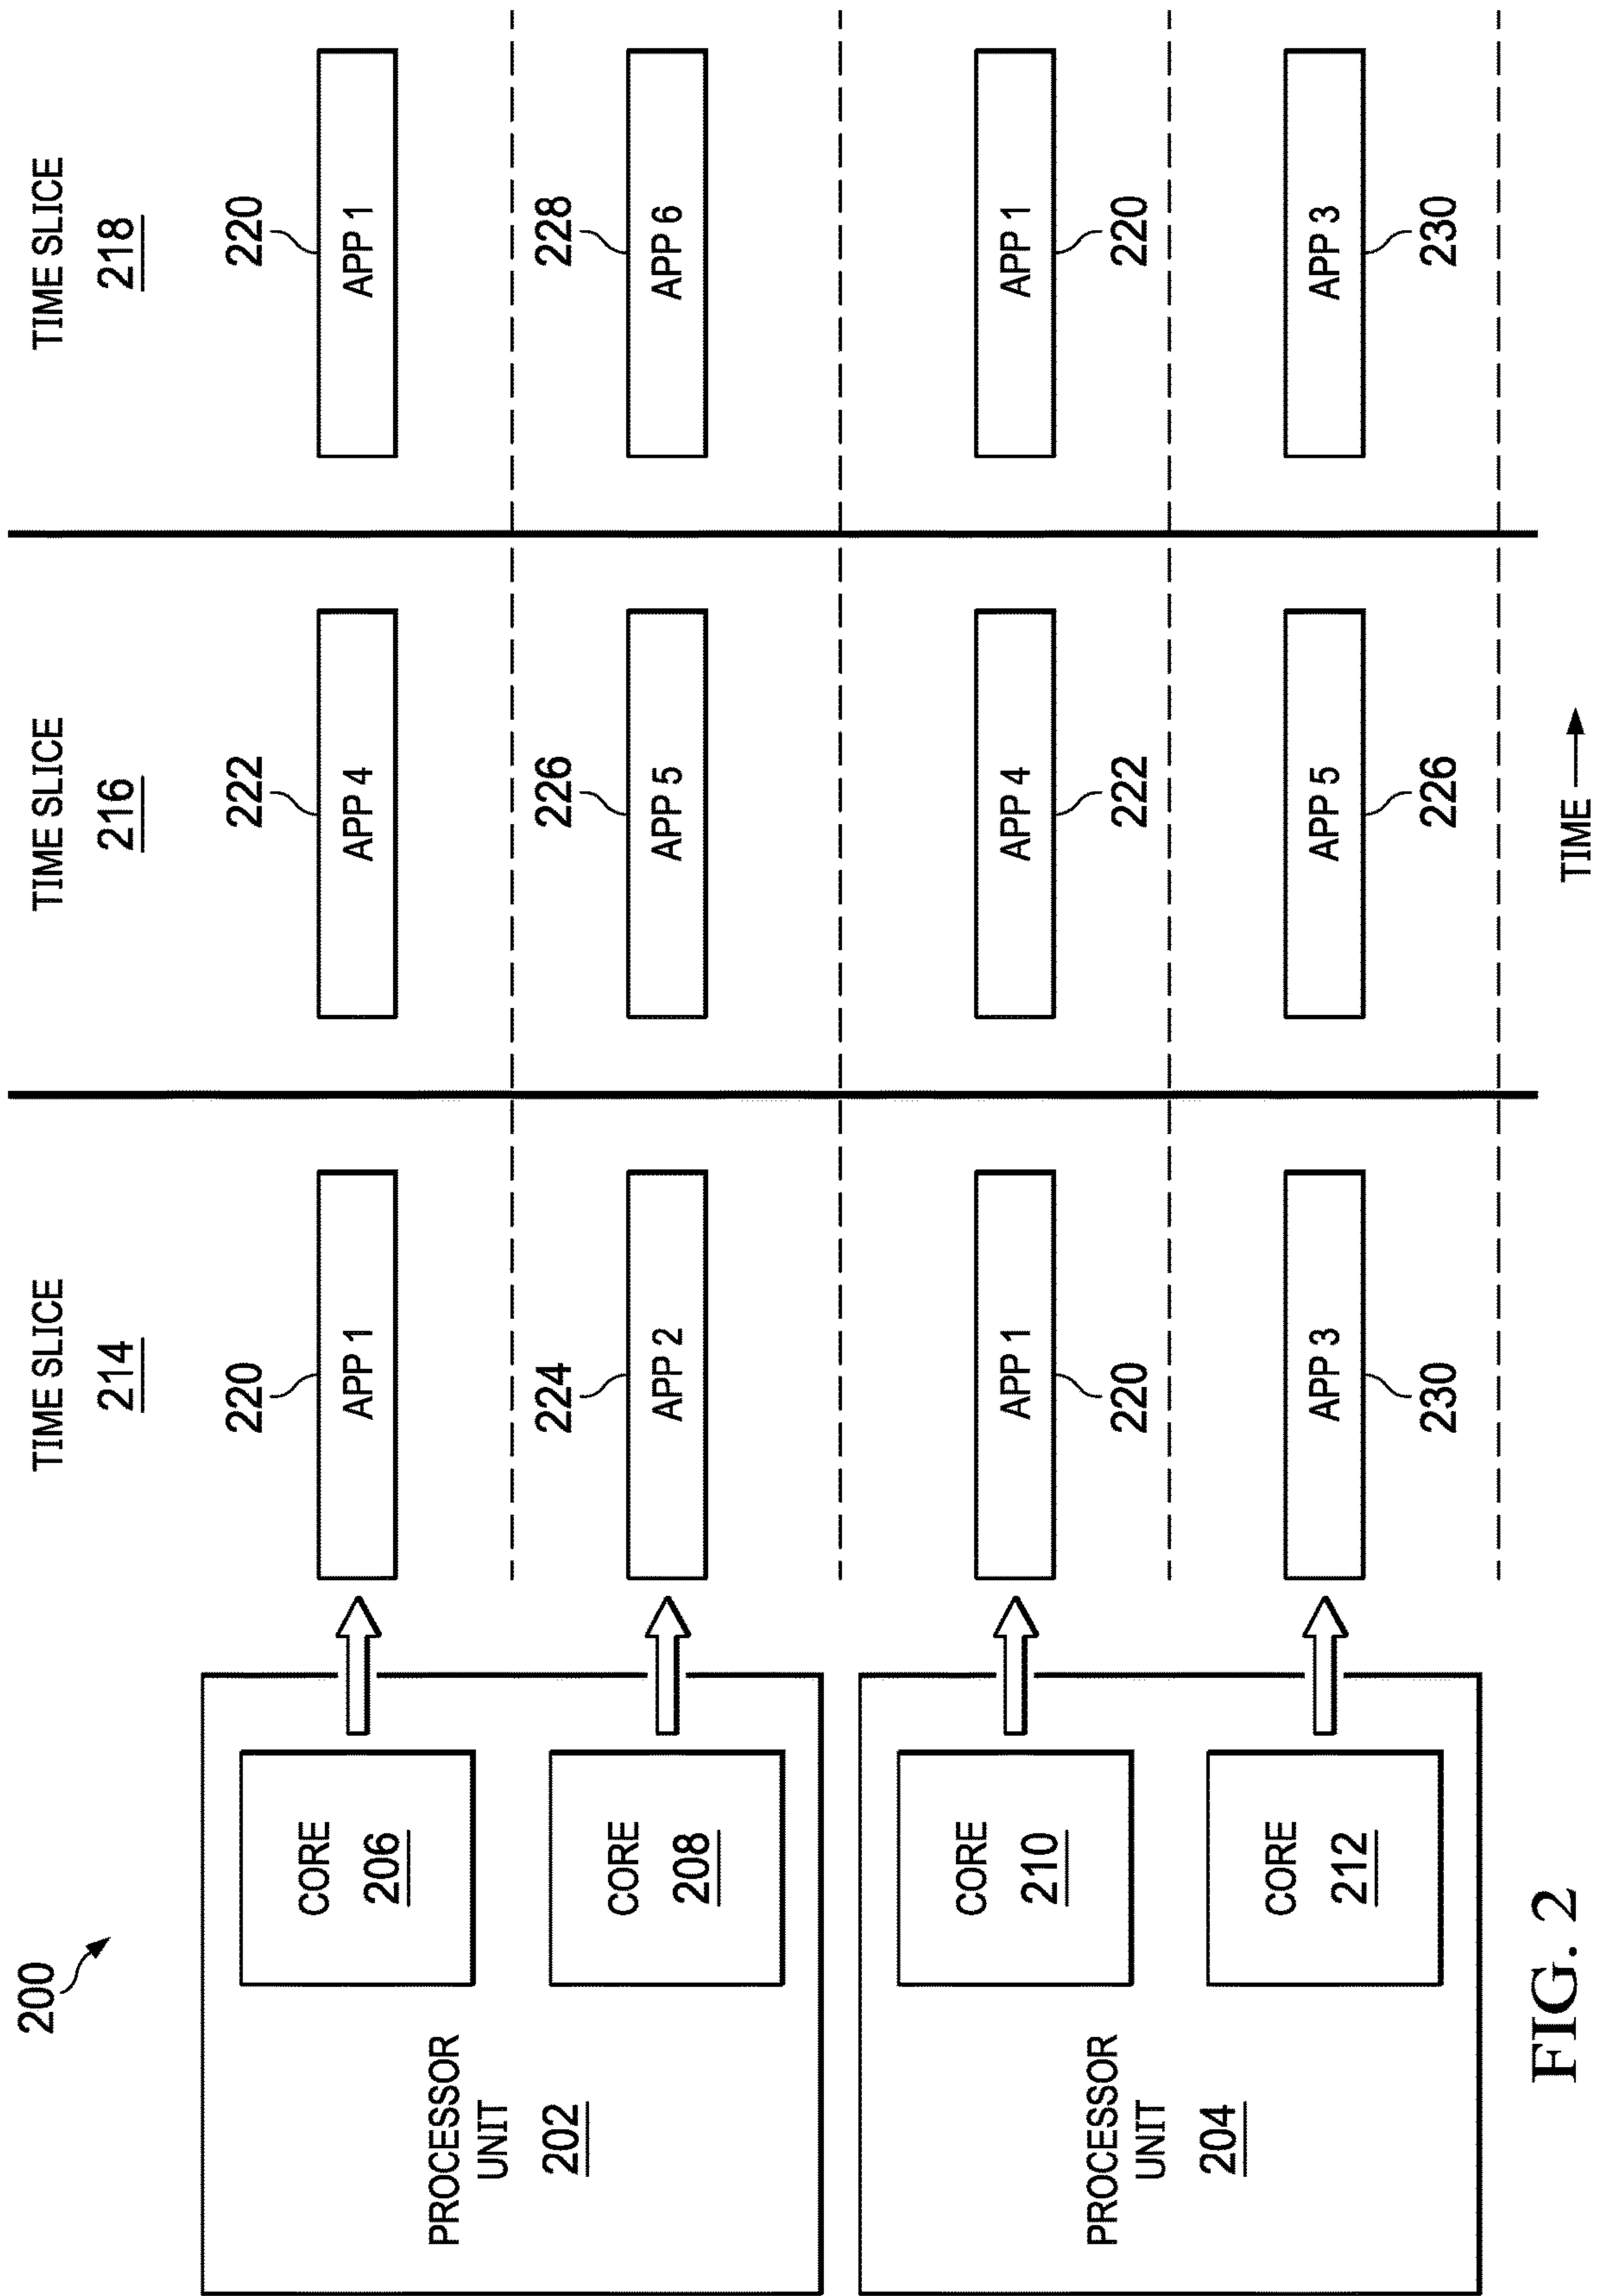 200
TIME SLICE
214
TIME SLICE
216
TIME SLICE
218
PROCESSOR
UNIT
202
CORE
206
220
APP 1
222
APP 4
220
APP 1
CORE
208
224
APP 2
226
APP 5
228
APP 6
PROCESSOR
UNIT
204
CORE
210
APP 1
220
APP 4
222
APP 1
220
CORE
212
APP 3
230
APP 5
226
APP 3
230
TIME
FIG. 2